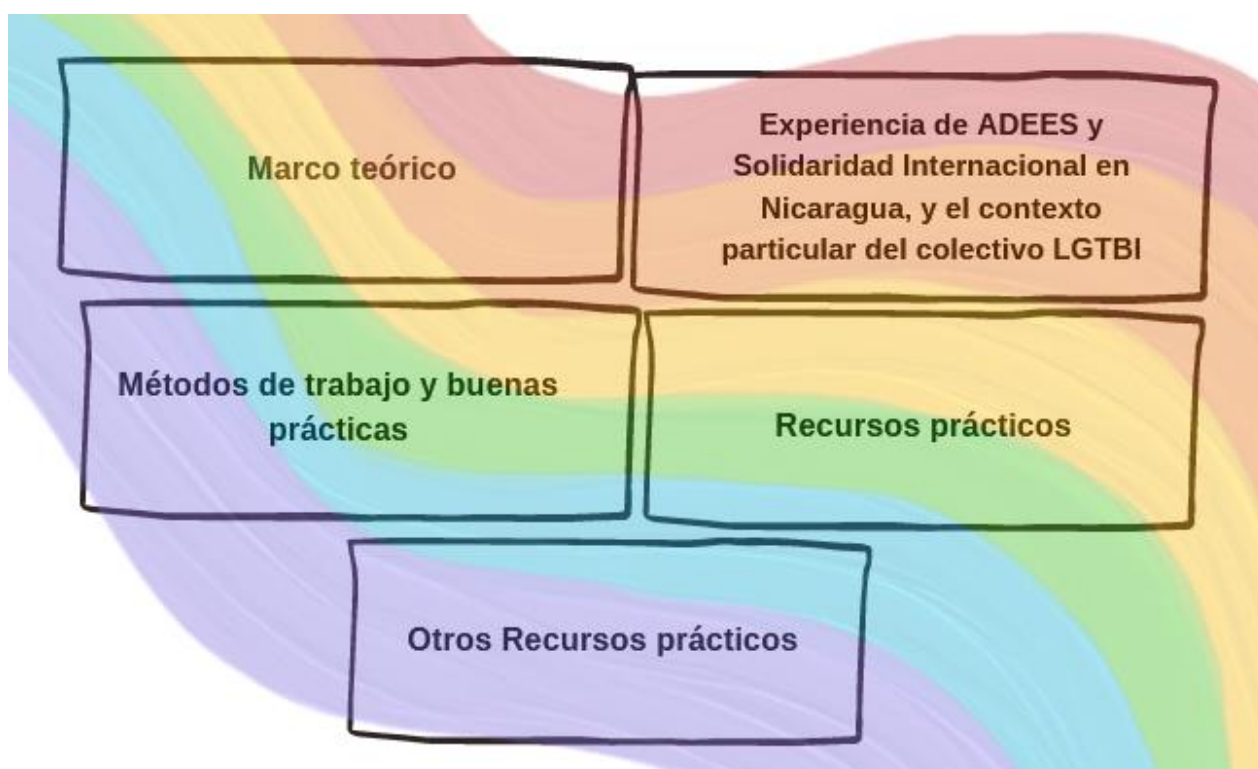 Marco teórico
Experiencia de ADEES y
Solidaridad Internacional en
Nicaragua, y el contexto
particular del colectivo LGTBI
Métodos de trabajo y buenas
prácticas
Recursos prácticos
Otros Recursos prácticos